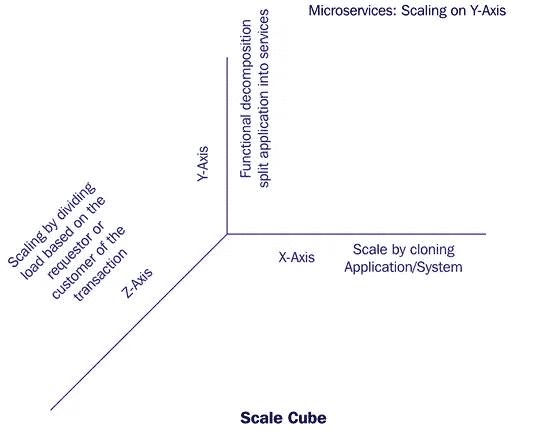 Microservices: Scaling on Y-Axis
Functional decomposition
split application into services
Y-Axis
Scaling by dividing
load based on the
requestor or
customer of the
transaction
Z-Axis
X-Axis
Scale by cloning
Application/System
Scale Cube